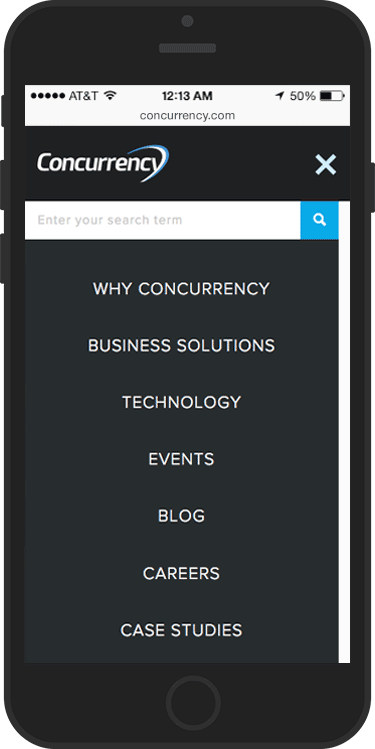 AT&T 12:13 AM 50%
concurrency.com
Concurrency
Enter your search term
WHY CONCURRENCY
BUSINESS SOLUTIONS
TECHNOLOGY
EVENTS
BLOG
CAREERS
CASE STUDIES